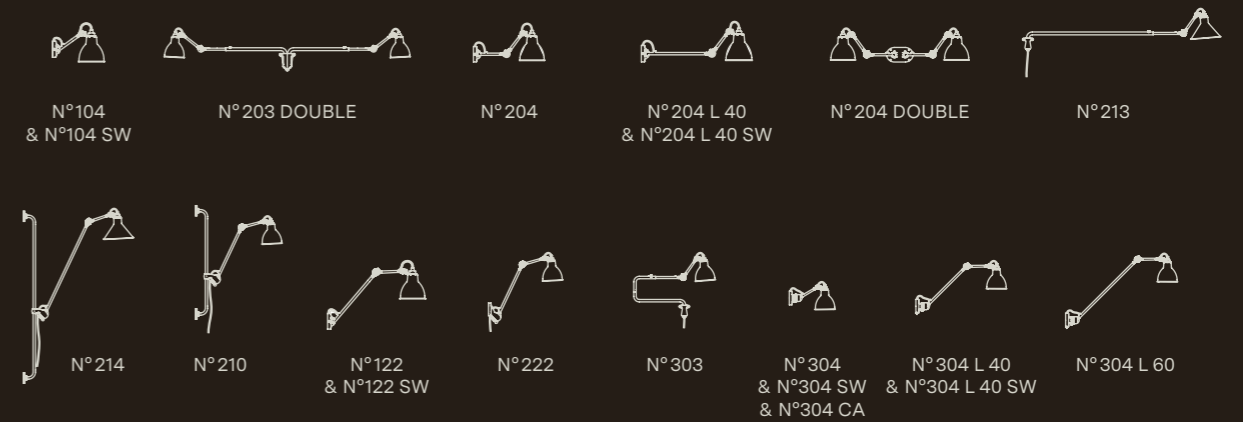 N°104
& N°104 SW
N°203 DOUBLE
N°204
N°204 L 40
& N°204 L 40 SW
N°204 DOUBLE
N°213
N°214
N°210
N°122
& N°122 SW
N°222
N°303
N°304
& N°304 SW
& N°304 CA
N°304 L 40
& N°304 L 40 SW
N°304 L 60